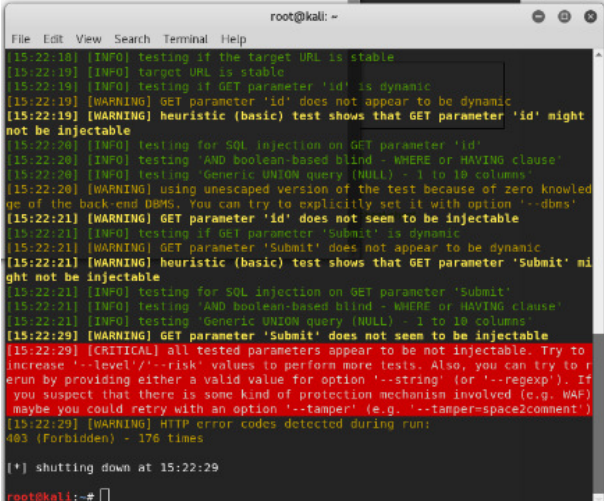 root@kali: ~
File Edit View Search Terminal Help
[15:22:18] [INFO] testing if the target URL is stable
[15:22:19] [INFO] target URL is stable
[15:22:19] [INFO] testing if GET parameter 'id' is dynamic
[15:22:19] [WARNING] GET parameter 'id' does not appear to be dynamic
[15:22:19] [WARNING] heuristic (basic) test shows that GET parameter 'id' might
not be injectable
[15:22:20] [INFO] testing for SQL injection on GET parameter 'id'
[15:22:20] [INFO] testing 'AND boolean-based blind - WHERE or HAVING clause'
[15:22:20] [INFO] testing 'Generic UNION query (NULL) - 1 to 10 columns'
[15:22:20] [WARNING] using unescaped version of the test because of zero knowled
ge of the back-end DBMS. You can try to explicitly set it with option '--dbms'
[15:22:21] [WARNING] GET parameter 'id' does not seem to be injectable
[15:22:21] [INFO] testing if GET parameter 'Submit' is dynamic
[15:22:21] [WARNING] GET parameter 'Submit' does not appear to be dynamic
[15:22:21] [WARNING] heuristic (basic) test shows that GET parameter 'Submit' mi
ght not be injectable
[15:22:21] [INFO] testing for SQL injection on GET parameter 'Submit'
[15:22:21] [INFO] testing 'AND boolean-based blind - WHERE or HAVING clause'
[15:22:21] [INFO] testing 'Generic UNION query (NULL) - 1 to 10 columns'
[15:22:29] [WARNING] GET parameter 'Submit' does not seem to be injectable
[15:22:29] [CRITICAL] all tested parameters appear to be not injectable. Try to
increase '--level'/'--risk' values to perform more tests. Also, you can try to r
erun by providing either a valid value for option '--string' (or '--regexp'). If
you suspect that there is some kind of protection mechanism involved (e.g. WAF)
maybe you could retry with an option '--tamper' (e.g. '--tamper=space2comment')
[15:22:29] [WARNING] HTTP error codes detected during run:
403 (Forbidden) - 176 times
[*] shutting down at 15:22:29
root@kali:~#